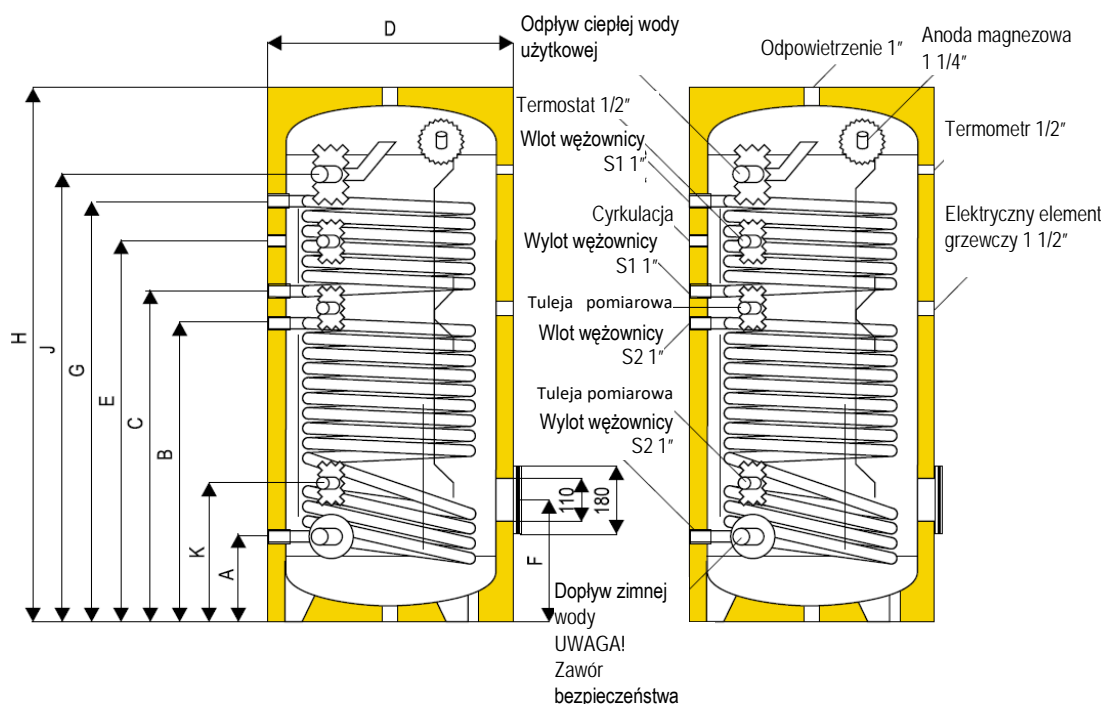 D
Odpływ ciepłej wody
użytkowej
Odpowietrzenie 1”
Anoda magnezowa
1 1/4”
Termostat 1/2”
Wlot wężownicy
S1 1”
Termometr 1/2”
Cyrkulacja
Wylot wężownicy
S1 1”
Elektryczny element
grzewczy 1 1/2”
Tuleja pomiarowa
Wlot wężownicy
S2 1”
Tuleja pomiarowa
Wylot wężownicy
S2 1”
H
J
G
E
C
B
K
A
F
110
180
Dopływ zimnej
wody
UWAGA!
Zawór
bezpieczeństwa